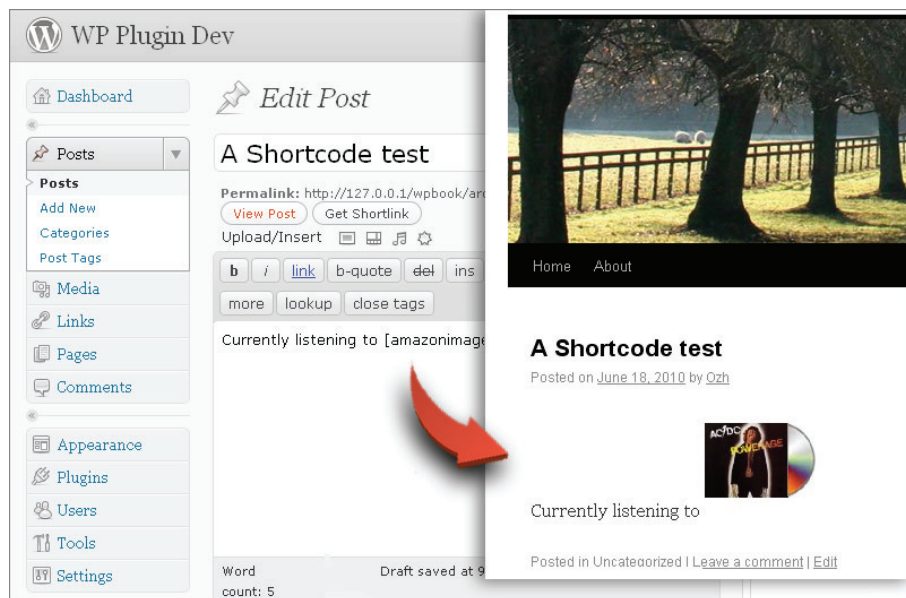 WP Plugin Dev
Dashboard
Posts
Posts
Add New
Categories
Post Tags
Media
Links
Pages
Comments
Appearance
Plugins
Users
Tools
Settings
Edit Post
A Shortcode test
Permalink: http://127.0.0.1/wpbook/arc
View Post Get Shortlink
Upload/Insert
b i link b-quote del ins
more lookup close tags
Currently listening to [amazonimage
Word Draft saved at 9
count: 5
Home About
A Shortcode test
Posted on June 18, 2010 by Ozh
AC/DC
POWERAGE
Currently listening to
Posted in Uncategorized | Leave a comment | Edit